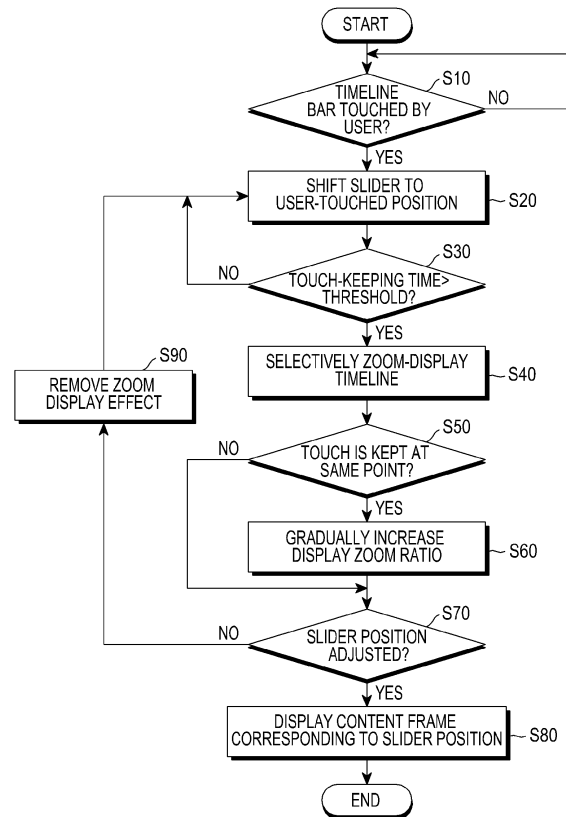 START
S10
TIMELINE
BAR TOUCHED BY
USER?
NO
YES
SHIFT SLIDER TO
USER-TOUCHED POSITION
S20
S30
NO
TOUCH-KEEPING TIME>
THRESHOLD?
YES
S90
REMOVE ZOOM
DISPLAY EFFECT
SELECTIVELY ZOOM-DISPLAY
TIMELINE
S40
S50
NO
TOUCH IS KEPT AT
SAME POINT?
YES
GRADUALLY INCREASE
DISPLAY ZOOM RATIO
S60
S70
NO
SLIDER POSITION
ADJUSTED?
YES
DISPLAY CONTENT FRAME
CORRESPONDING TO SLIDER POSITION
S80
END